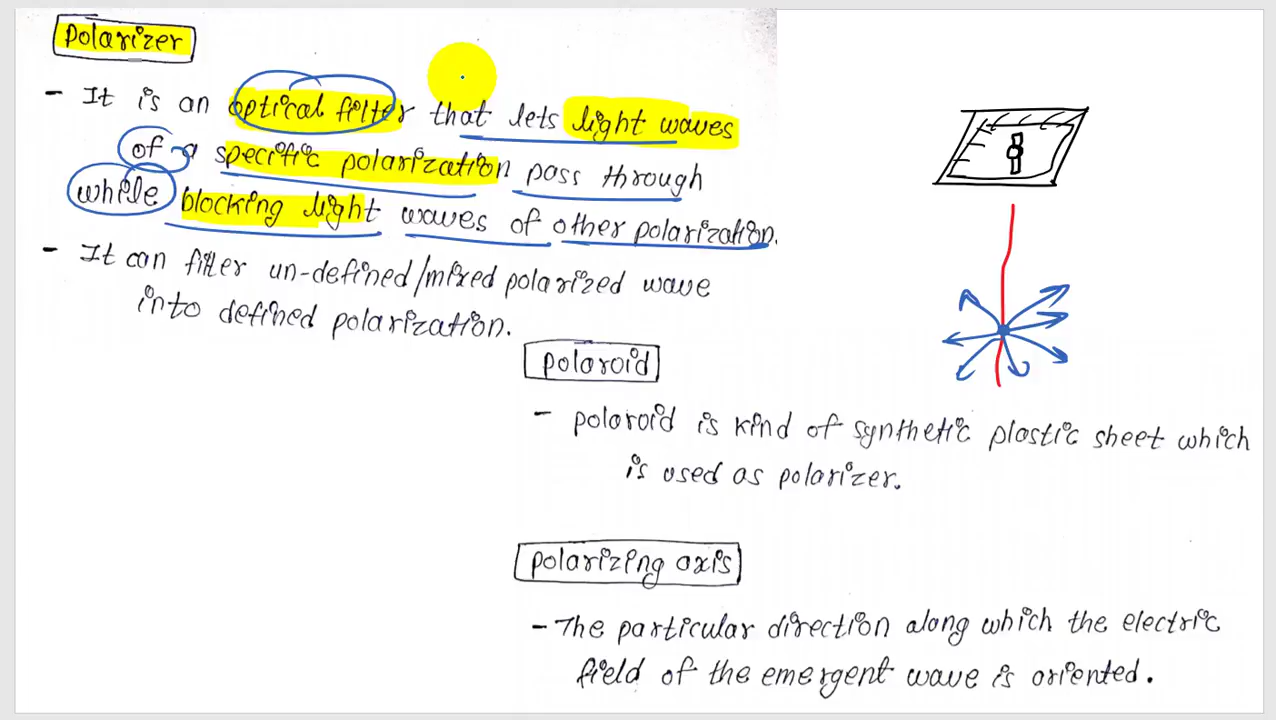 Polarizer
- It is an optical filter that lets light waves
of a specific polarization pass through
while blocking light waves of other polarization.
- It can filter un-defined/mixed polarized wave
into defined polarization.
polaroid
- polaroid is kind of synthetic plastic sheet which
is used as polarizer.
polarizing axis
- The particular direction along which the electric
field of the emergent wave is oriented.